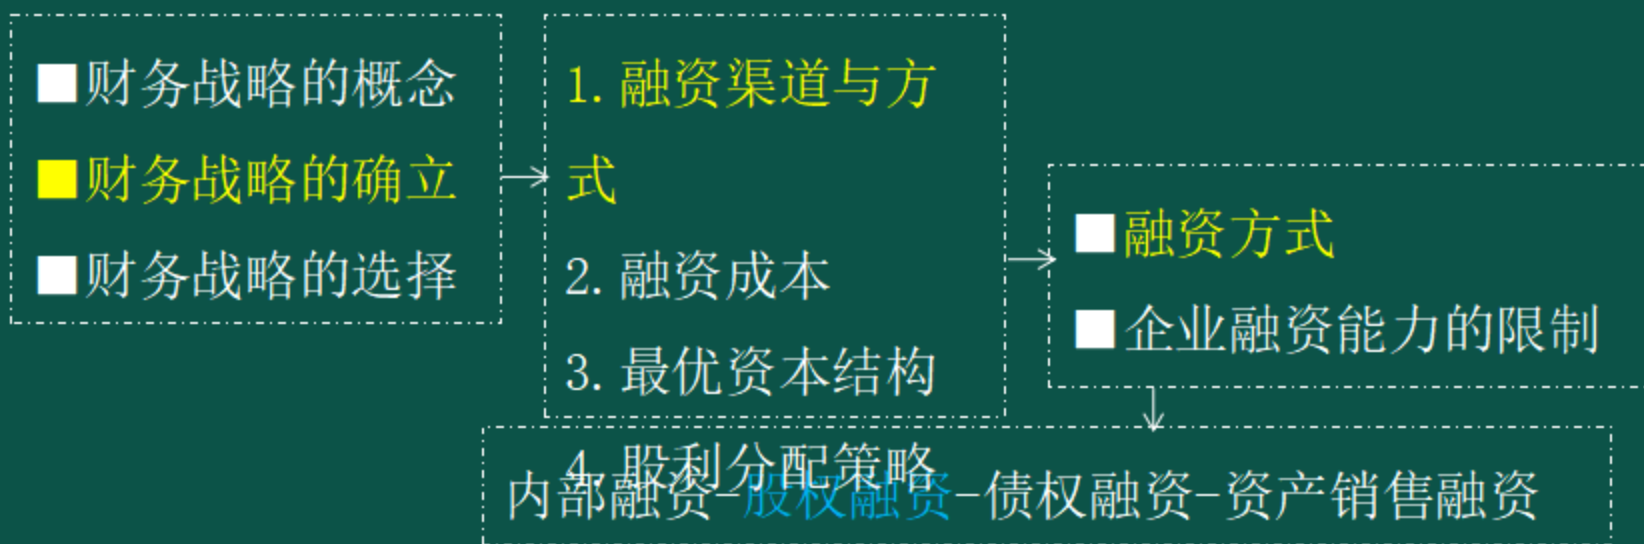 ■财务战略的概念
■财务战略的确立
■财务战略的选择
1.融资渠道与方
式
2.融资成本
3.最优资本结构
4.股利分配策略
■融资方式
■企业融资能力的限制
内部融资-股权融资-债权融资-资产销售融资